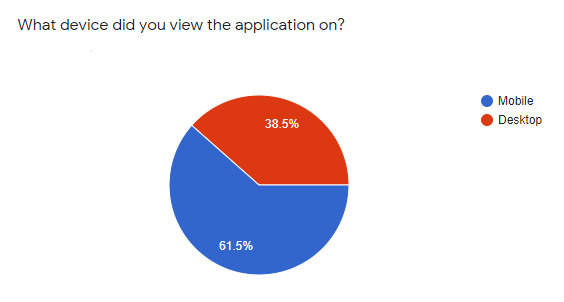 What device did you view the application on?
Mobile
Desktop
38.5%
61.5%